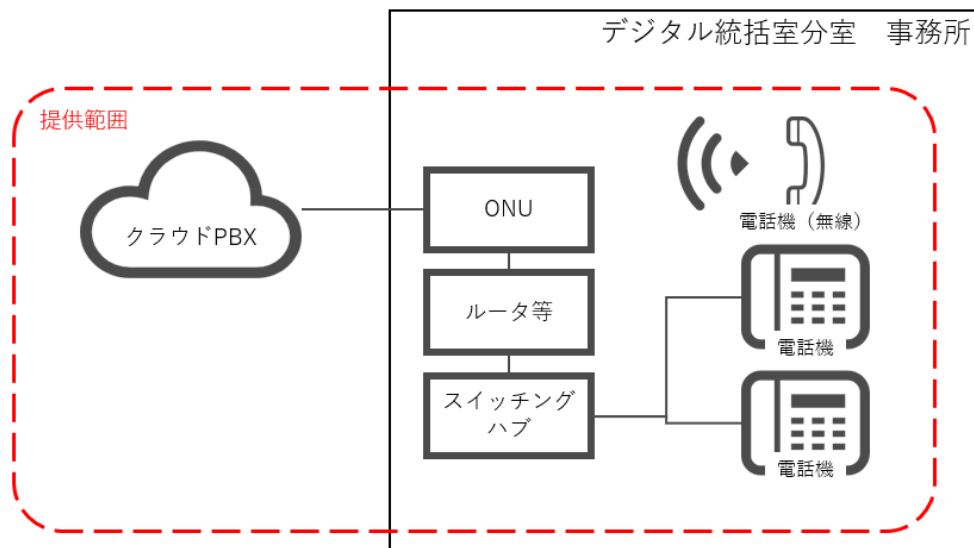 デジタル統括室分室　事務所
提供範囲
クラウドPBX
ONU
ルータ等
スイッチング
ハブ
電話機（無線）
電話機
電話機